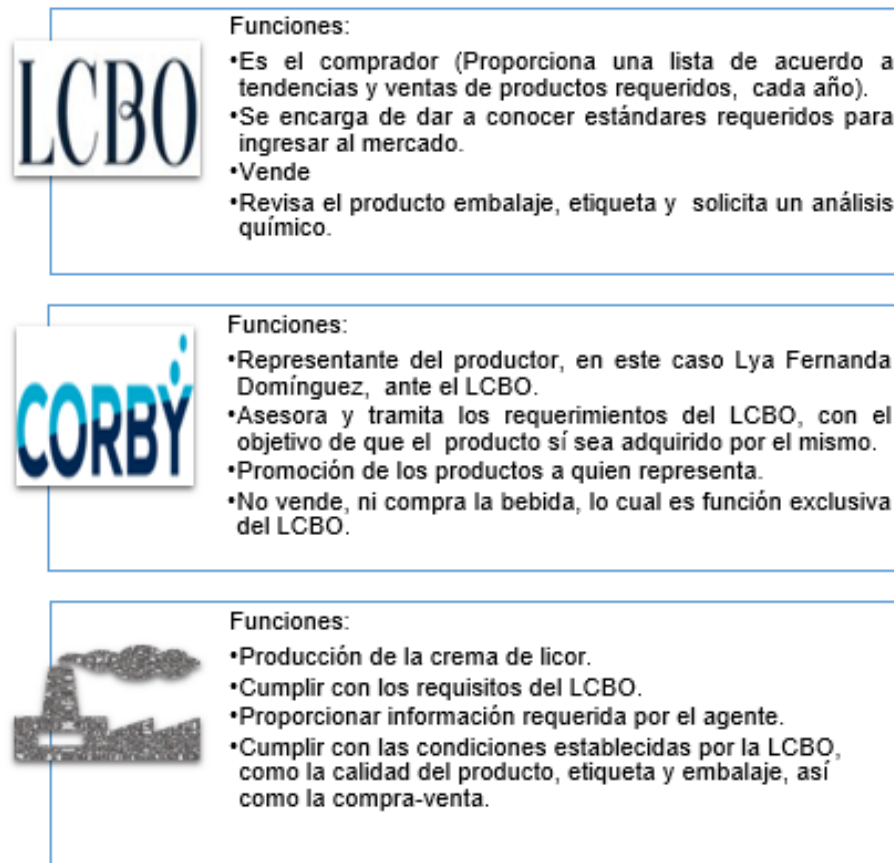 LCBO
Funciones:
•Es el comprador (Proporciona una lista de acuerdo a
tendencias y ventas de productos requeridos, cada año).
•Se encarga de dar a conocer estándares requeridos para
ingresar al mercado.
•Vende
•Revisa el producto embalaje, etiqueta y solicita un análisis
químico.
CORBY
Funciones:
•Representante del productor, en este caso Lya Fernanda
Domínguez, ante el LCBO.
•Asesora y tramita los requerimientos del LCBO, con el
objetivo de que el producto sí sea adquirido por el mismo.
•Promoción de los productos a quien representa.
•No vende, ni compra la bebida, lo cual es función exclusiva
del LCBO.
Funciones:
•Producción de la crema de licor.
•Cumplir con los requisitos del LCBO.
•Proporcionar información requerida por el agente.
•Cumplir con las condiciones establecidas por la LCBO,
como la calidad del producto, etiqueta y embalaje, así
como la compra-venta.